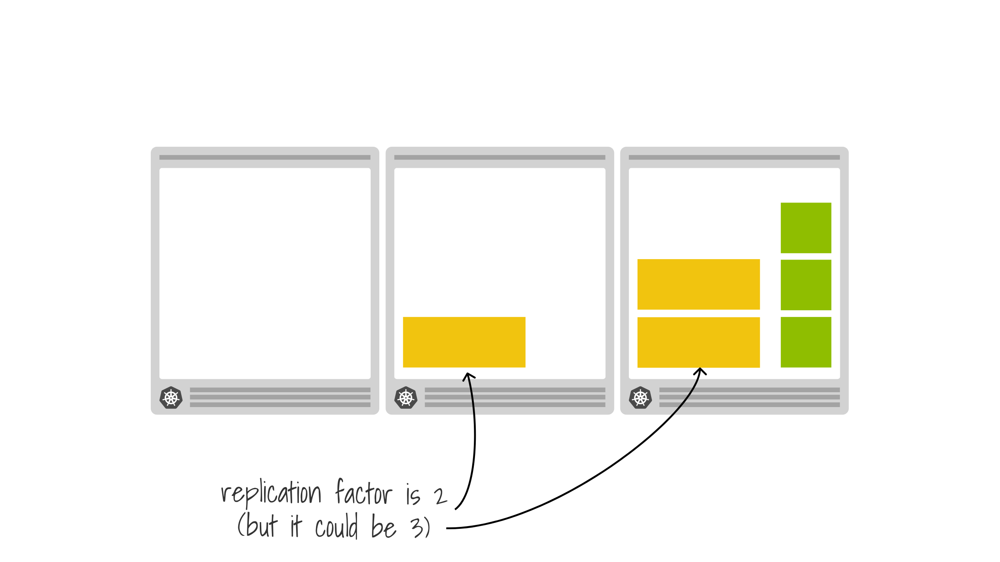 replication factor is 2
(but it could be 3)